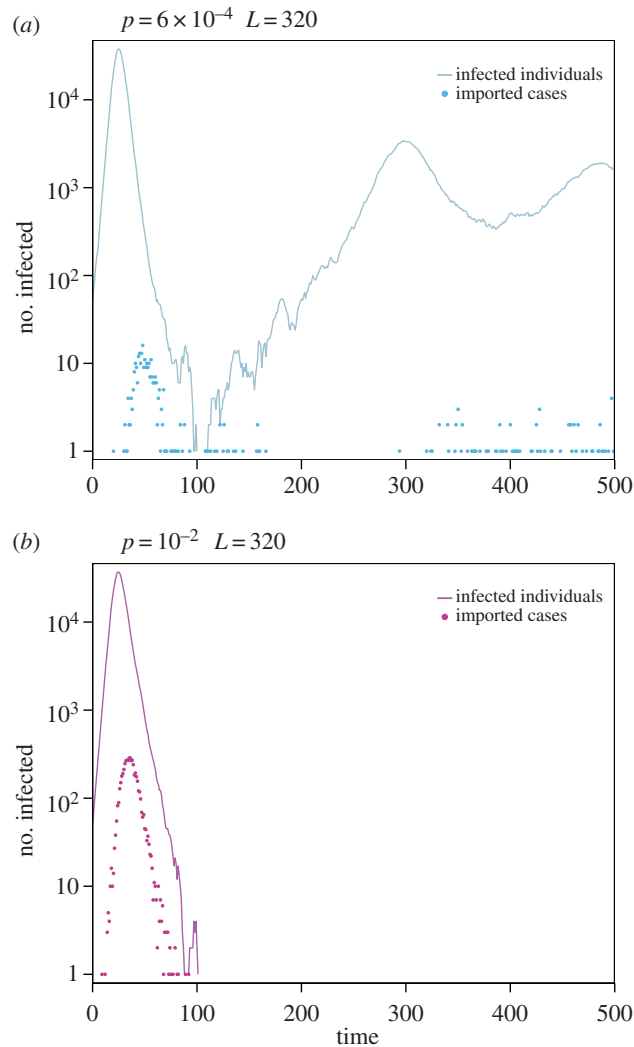 (a) p = 6 × 10⁻⁴ L = 320
infected individuals
imported cases
no. infected
10⁴
10³
10²
10
1
0 100 200 300 400 500
(b) p = 10⁻² L = 320
infected individuals
imported cases
no. infected
10⁴
10³
10²
10
1
0 100 200 300 400 500
time